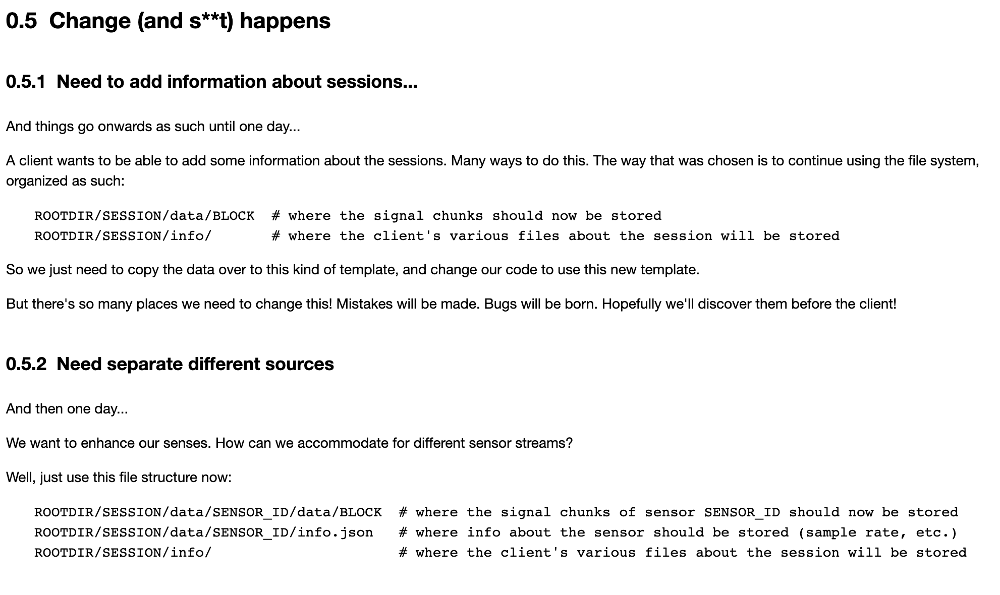 0.5 Change (and s**t) happens
0.5.1 Need to add information about sessions...
And things go onwards as such until one day...
A client wants to be able to add some information about the sessions. Many ways to do this. The way that was chosen is to continue using the file system,
organized as such:
ROOTDIR/SESSION/data/BLOCK  # where the signal chunks should now be stored
ROOTDIR/SESSION/info/       # where the client's various files about the session will be stored
So we just need to copy the data over to this kind of template, and change our code to use this new template.
But there's so many places we need to change this! Mistakes will be made. Bugs will be born. Hopefully we'll discover them before the client!
0.5.2 Need separate different sources
And then one day...
We want to enhance our senses. How can we accommodate for different sensor streams?
Well, just use this file structure now:
ROOTDIR/SESSION/data/SENSOR_ID/data/BLOCK  # where the signal chunks of sensor SENSOR_ID should now be stored
ROOTDIR/SESSION/data/SENSOR_ID/info.json   # where info about the sensor should be stored (sample rate, etc.)
ROOTDIR/SESSION/info/                      # where the client's various files about the session will be stored